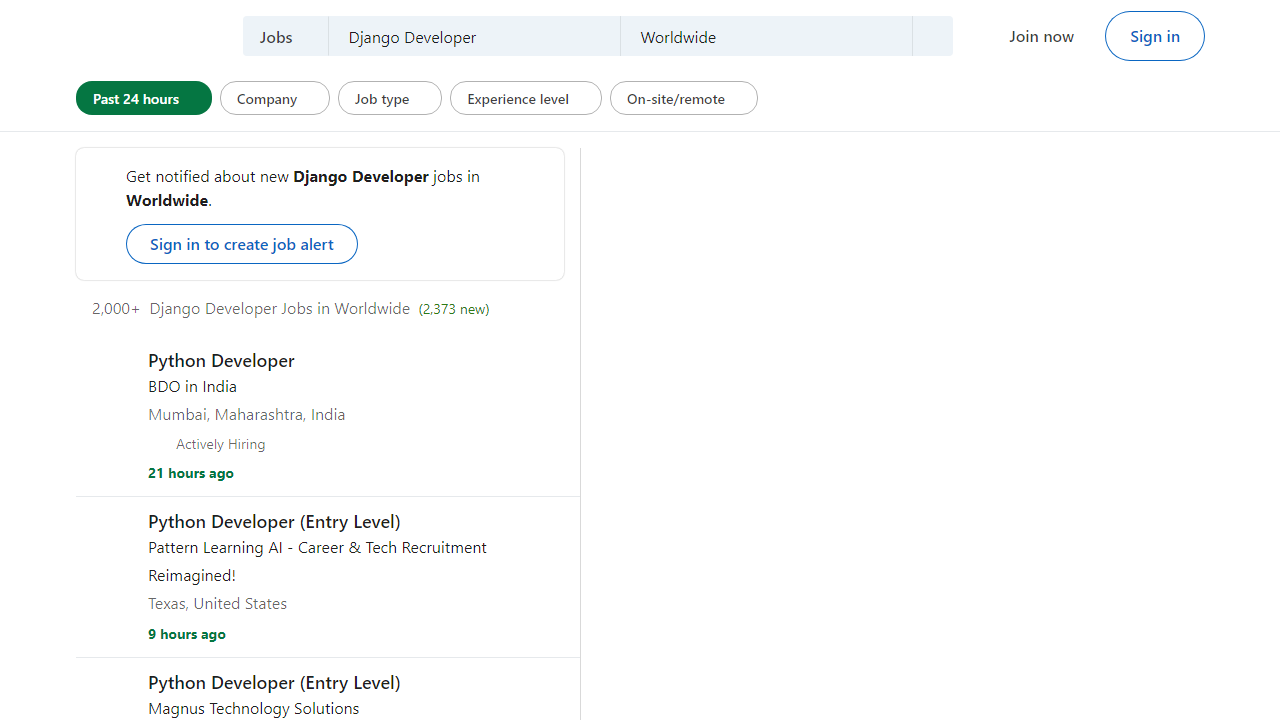 Jobs
Django Developer
Worldwide
Join now
Sign in
Past 24 hours
Company
Job type
Experience level
On-site/remote
Get notified about new Django Developer jobs in
Worldwide.
Sign in to create job alert
2,000+ Django Developer Jobs in Worldwide (2,373 new)
Python Developer
BDO in India
Mumbai, Maharashtra, India
Actively Hiring
21 hours ago
Python Developer (Entry Level)
Pattern Learning AI - Career & Tech Recruitment
Reimagined!
Texas, United States
9 hours ago
Python Developer (Entry Level)
Magnus Technology Solutions